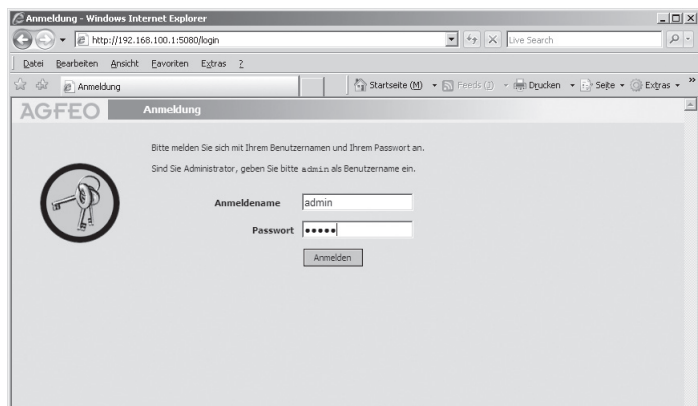 Anmeldung - Windows Internet Explorer
http://192.168.100.1:5080/login
Live Search
Datei Bearbeiten Ansicht Favoriten Extras ?
Anmeldung
Startseite (M) Feeds (J) Drucken Seite Extras »
AGFEO Anmeldung
Bitte melden Sie sich mit Ihrem Benutzernamen und Ihrem Passwort an.
Sind Sie Administrator, geben Sie bitte admin als Benutzername ein.
Anmeldename admin
Passwort •••••
Anmelden